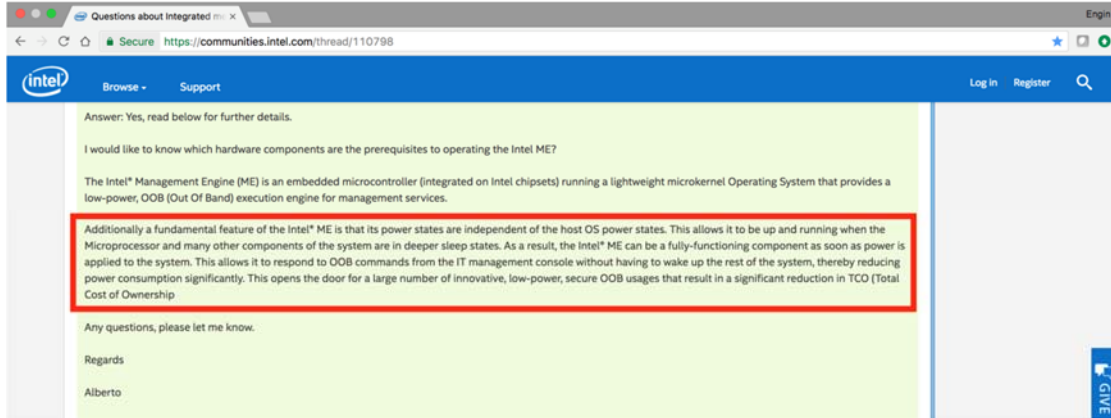 Questions about Integrated m
Engin
Secure https://communities.intel.com/thread/110798
intel Browse Support Log in Register
Answer: Yes, read below for further details.
I would like to know which hardware components are the prerequisites to operating the Intel ME?
The Intel® Management Engine (ME) is an embedded microcontroller (integrated on Intel chipsets) running a lightweight microkernel Operating System that provides a
low-power, OOB (Out Of Band) execution engine for management services.
Additionally a fundamental feature of the Intel® ME is that its power states are independent of the host OS power states. This allows it to be up and running when the
Microprocessor and many other components of the system are in deeper sleep states. As a result, the Intel® ME can be a fully-functioning component as soon as power is
applied to the system. This allows it to respond to OOB commands from the IT management console without having to wake up the rest of the system, thereby reducing
power consumption significantly. This opens the door for a large number of innovative, low-power, secure OOB usages that result in a significant reduction in TCO (Total
Cost of Ownership
Any questions, please let me know.
Regards
Alberto
GIVE